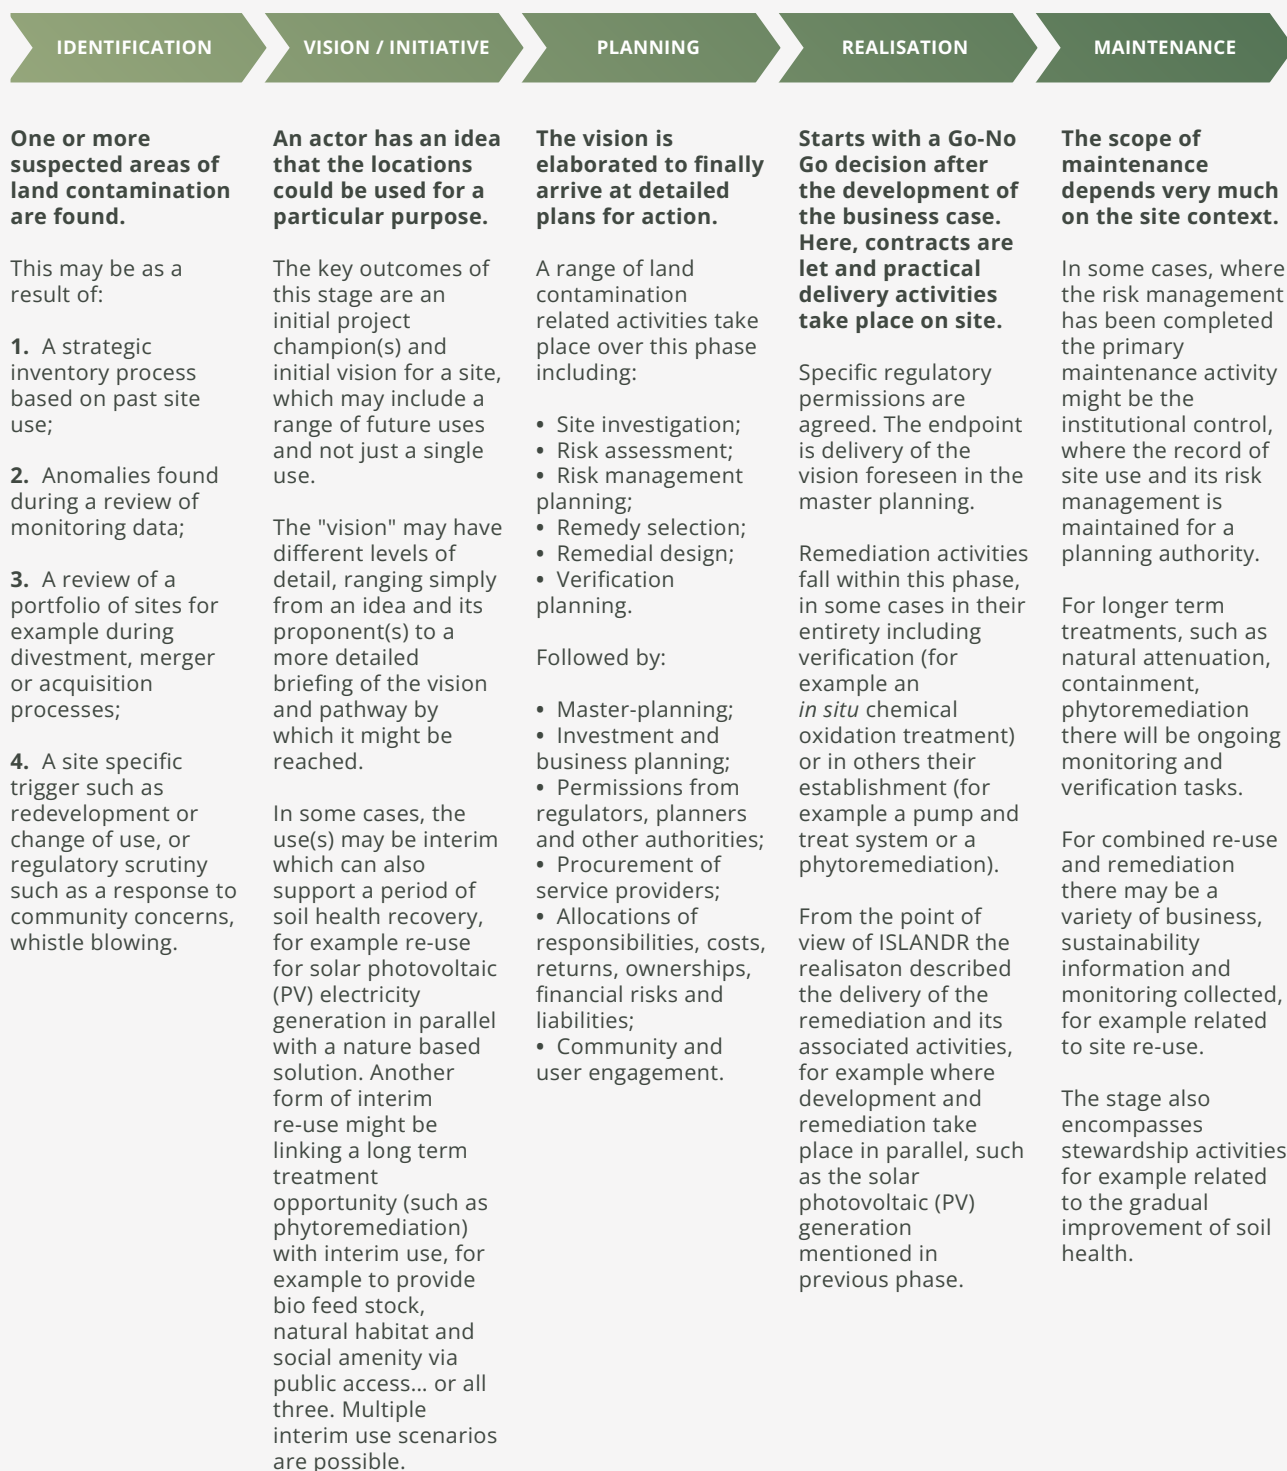 IDENTIFICATION
VISION / INITIATIVE
PLANNING
REALISATION
MAINTENANCE
One or more
suspected areas of
land contamination
are found.
This may be as a
result of:
1. A strategic
inventory process
based on past site
use;
2. Anomalies found
during a review of
monitoring data;
3. A review of a
portfolio of sites for
example during
divestment, merger
or acquisition
processes;
4. A site specific
trigger such as
redevelopment or
change of use, or
regulatory scrutiny
such as a response to
community concerns,
whistle blowing.
An actor has an idea
that the locations
could be used for a
particular purpose.
The key outcomes of
this stage are an
initial project
champion(s) and
initial vision for a site,
which may include a
range of future uses
and not just a single
use.
The "vision" may have
different levels of
detail, ranging simply
from an idea and its
proponent(s) to a
more detailed
briefing of the vision
and pathway by
which it might be
reached.
In some cases, the
use(s) may be interim
which can also
support a period of
soil health recovery,
for example re-use
for solar photovoltaic
(PV) electricity
generation in parallel
with a nature based
solution. Another
form of interim
re-use might be
linking a long term
treatment
opportunity (such as
phytoremediation)
with interim use, for
example to provide
bio feed stock,
natural habitat and
social amenity via
public access... or all
three. Multiple
interim use scenarios
are possible.
The vision is
elaborated to finally
arrive at detailed
plans for action.
A range of land
contamination
related activities take
place over this phase
including:
• Site investigation;
• Risk assessment;
• Risk management
planning;
• Remedy selection;
• Remedial design;
• Verification
planning.
Followed by:
• Master-planning;
• Investment and
business planning;
• Permissions from
regulators, planners
and other authorities;
• Procurement of
service providers;
• Allocations of
responsibilities, costs,
returns, ownerships,
financial risks and
liabilities;
• Community and
user engagement.
Starts with a Go-No
Go decision after
the development of
the business case.
Here, contracts are
let and practical
delivery activities
take place on site.
Specific regulatory
permissions are
agreed. The endpoint
is delivery of the
vision foreseen in the
master planning.
Remediation activities
fall within this phase,
in some cases in their
entirety including
verification (for
example an
in situ chemical
oxidation treatment)
or in others their
establishment (for
example a pump and
treat system or a
phytoremediation).
From the point of
view of ISLANDR the
realisaton described
the delivery of the
remediation and its
associated activities,
for example where
development and
remediation take
place in parallel, such
as the solar
photovoltaic (PV)
generation
mentioned in
previous phase.
The scope of
maintenance
depends very much
on the site context.
In some cases, where
the risk management
has been completed
the primary
maintenance activity
might be the
institutional control,
where the record of
site use and its risk
management is
maintained for a
planning authority.
For longer term
treatments, such as
natural attenuation,
containment,
phytoremediation
there will be ongoing
monitoring and
verification tasks.
For combined re-use
and remediation
there may be a
variety of business,
sustainability
information and
monitoring collected,
for example related
to site re-use.
The stage also
encompasses
stewardship activities
for example related
to the gradual
improvement of soil
health.